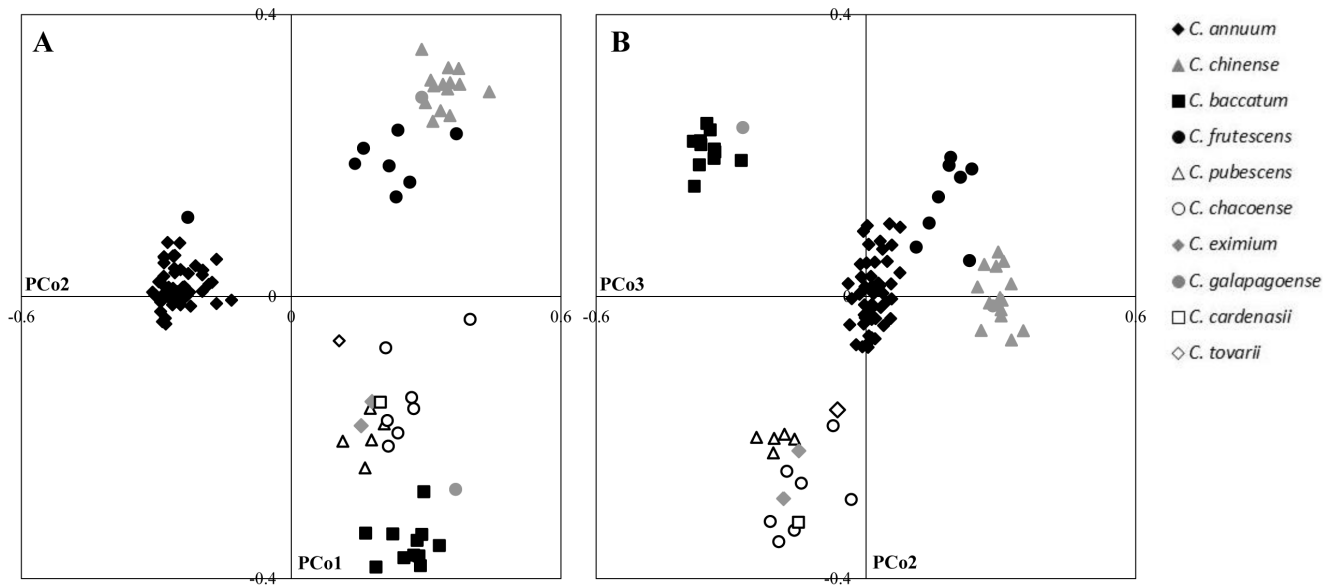 A
0.4
PCo2
-0.6
0
0.6
PCo1
-0.4
B
0.4
PCo3
-0.6
0
0.6
PCo2
-0.4
C. annuum
C. chinense
C. baccatum
C. frutescens
C. pubescens
C. chacoense
C. eximium
C. galapagoense
C. cardenasii
C. tovarii